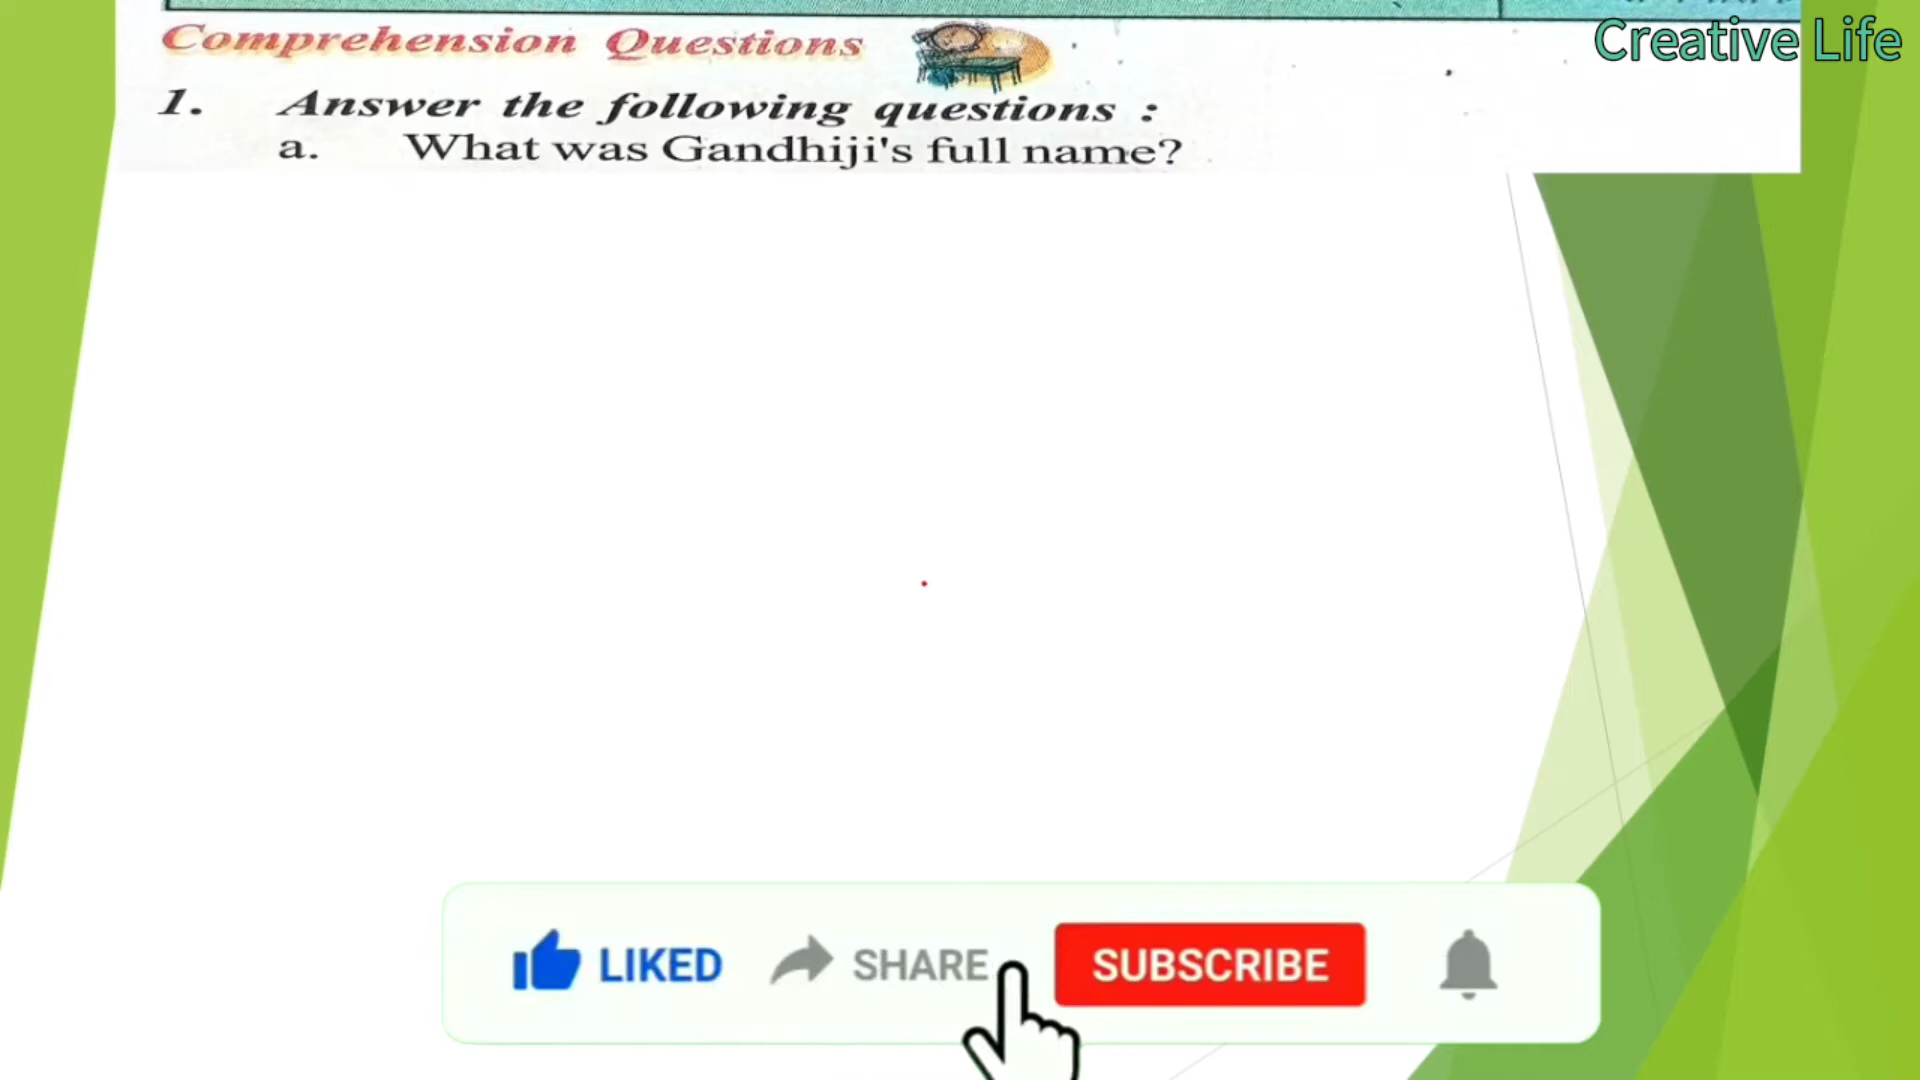 Creative Life
Comprehension Questions
1. Answer the following questions :
a. What was Gandhiji's full name?
LIKED SHARE SUBSCRIBE